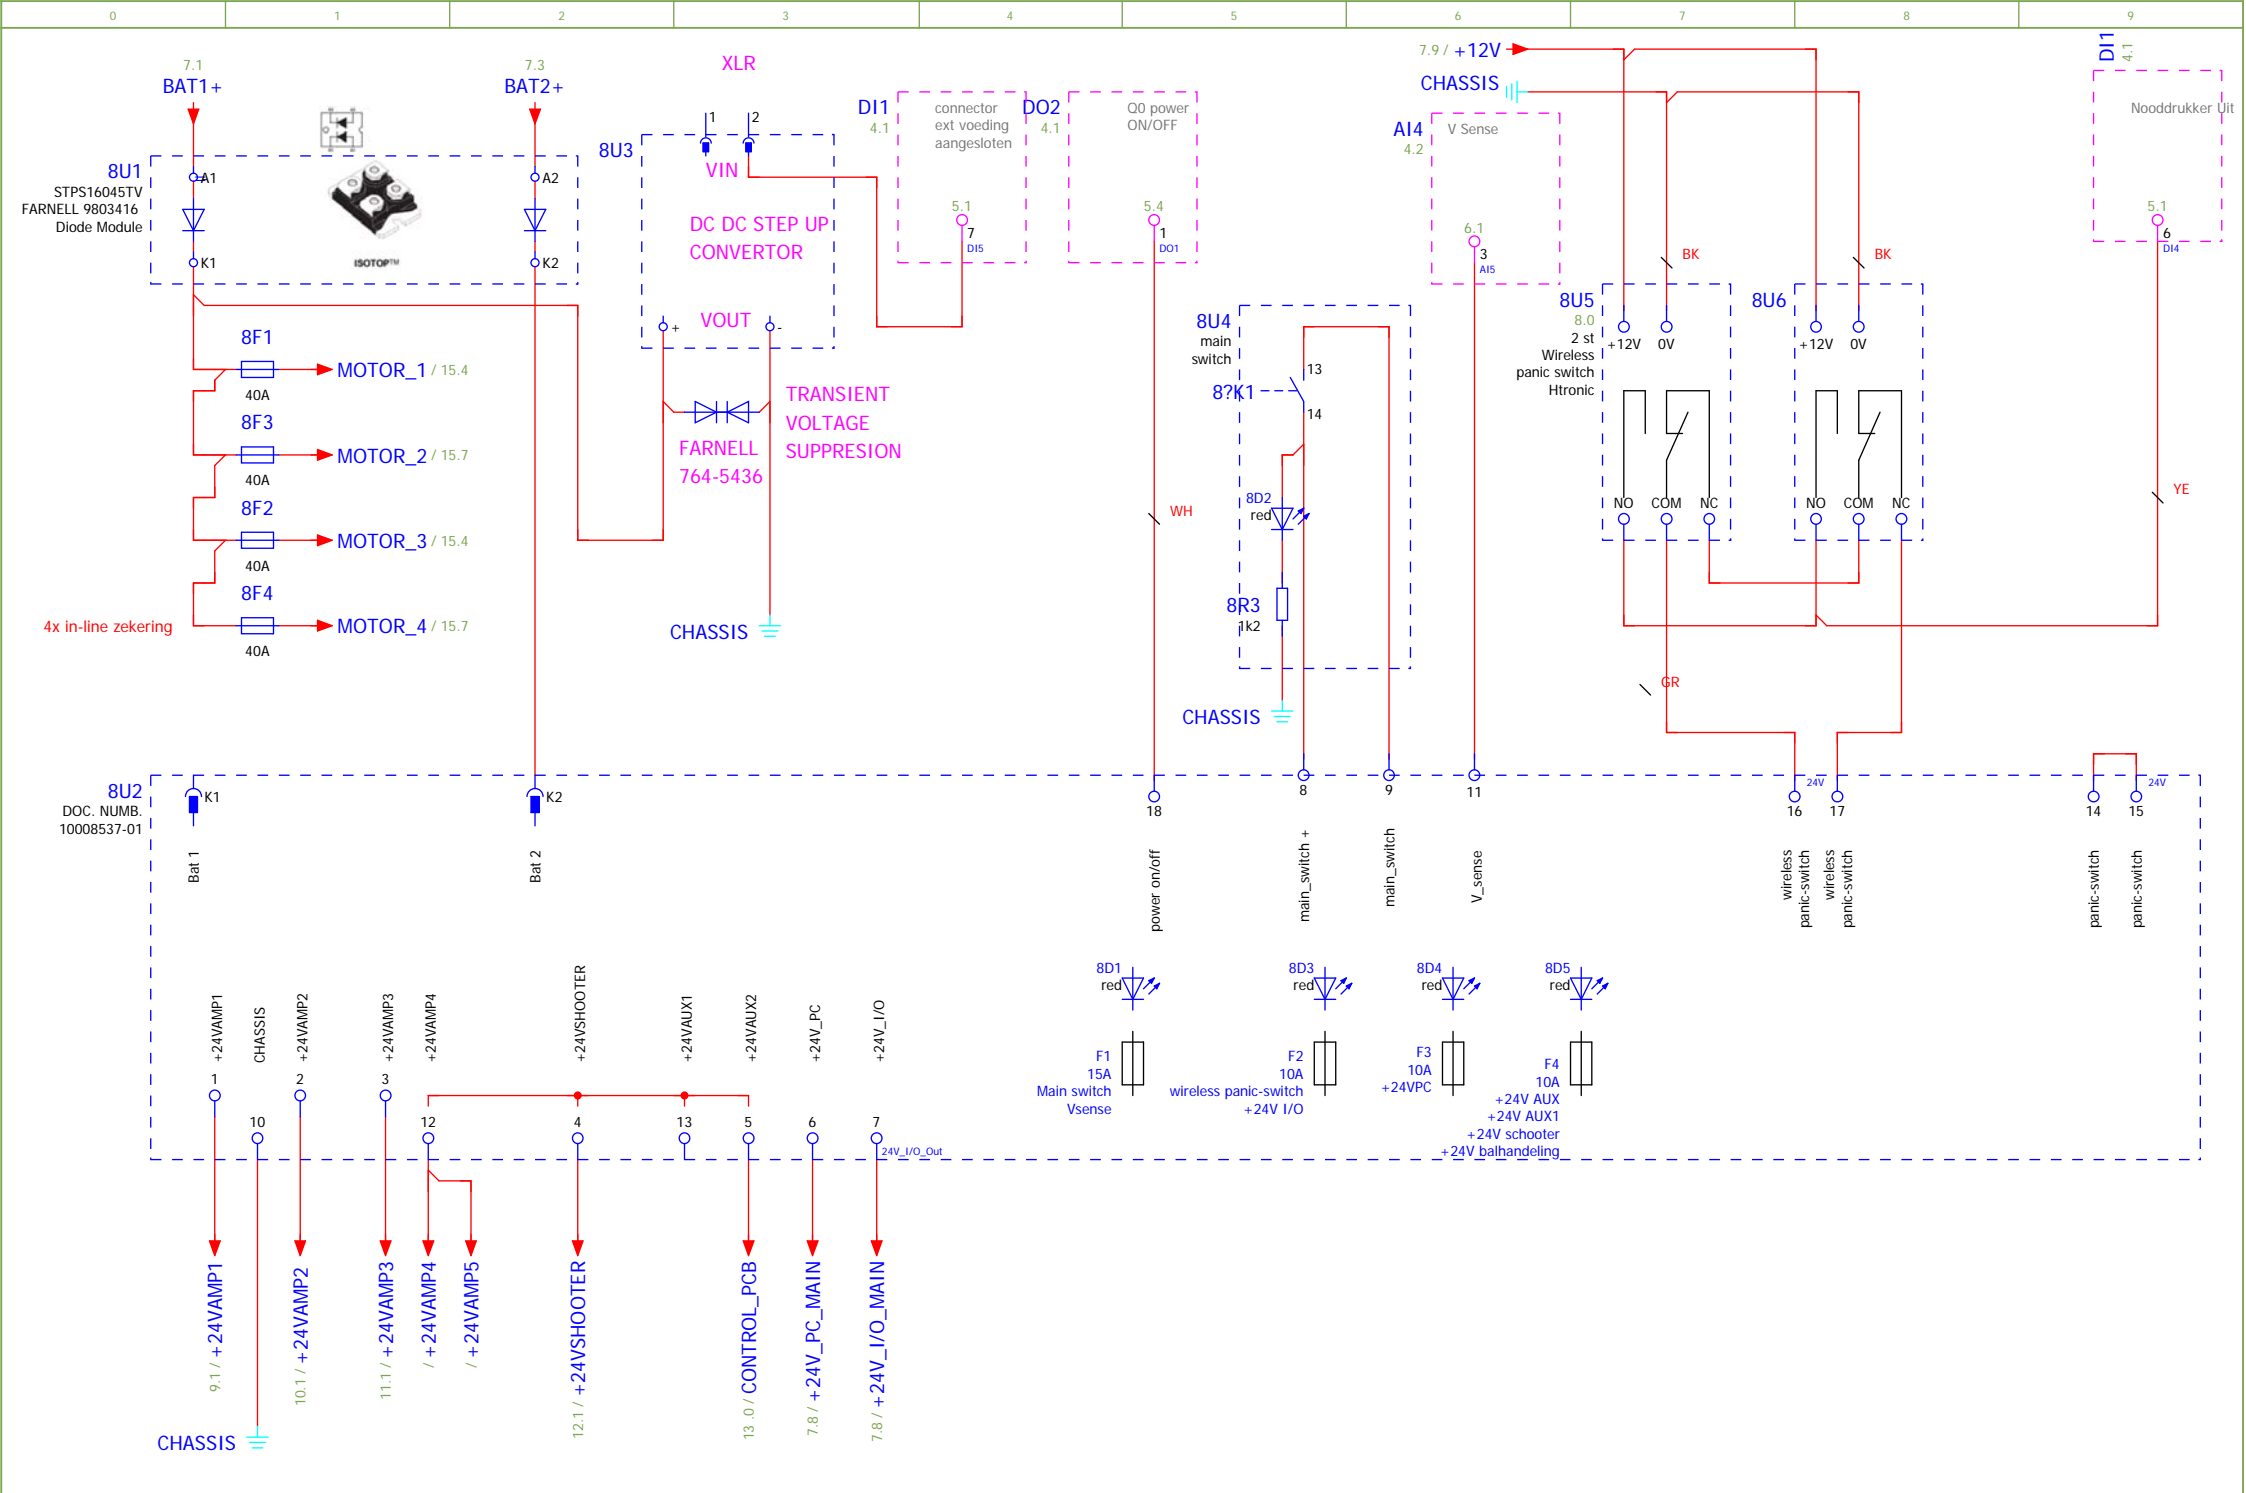 0 1 2 3 4 5 6 7 8 9
7.1
BAT1+
7.3
BAT2+
XLR
1 2
8U3
VIN
DC DC STEP UP
CONVERTOR
VOUT
+ -
8U1
STPS16045TV
FARNELL 9803416
Diode Module
A1
K1
A2
K2
ISOTOP™
DI1
4.1
connector
ext voeding
aangesloten
5.1
7
DI5
DO2
4.1
Q0 power
ON/OFF
5.4
1
DO1
7.9 / +12V
CHASSIS
AI4
4.2
V Sense
6.1
3
AI5
DI1
4.1
Nooddrukker Uit
5.1
6
DI4
BK
BK
8F1
40A
MOTOR_1 / 15.4
8F3
40A
MOTOR_2 / 15.7
8F2
40A
MOTOR_3 / 15.4
8F4
40A
MOTOR_4 / 15.7
4x in-line zekering
TRANSIENT
VOLTAGE
SUPPRESION
FARNELL
764-5436
CHASSIS
WH
8U4
main
switch
8?K1
13
14
8D2
red
8R3
1k2
CHASSIS
8U5
8.0
2 st
Wireless
panic switch
Htronic
+12V 0V
NO COM NC
8U6
+12V 0V
NO COM NC
YE
GR
8U2
DOC. NUMB.
10008537-01
K1
Bat 1
K2
Bat 2
18
power on/off
8
main_switch +
9
main_switch
11
V_sense
24V
16
wireless
panic-switch
17
wireless
panic-switch
24V
14
panic-switch
15
panic-switch
8D1
red
F1
15A
Main switch
Vsense
8D3
red
F2
10A
wireless panic-switch
+24V I/O
8D4
red
F3
10A
+24VPC
8D5
red
F4
10A
+24V AUX
+24V AUX1
+24V schooter
+24V balhandeling
+24VAMP1
CHASSIS
+24VAMP2
+24VAMP3
+24VAMP4
+24VSHOOTER
+24VAUX1
+24VAUX2
+24V_PC
+24V_I/O
1 2 3
10 12 4 13 5 6 7
24V_I/O_Out
9.1 / +24VAMP1
10.1 / +24VAMP2
11.1 / +24VAMP3
/ +24VAMP4
/ +24VAMP5
12.1 / +24VSHOOTER
13 .0 / CONTROL_PCB
7.8 / +24V_PC_MAIN
7.8 / +24V_I/O_MAIN
CHASSIS